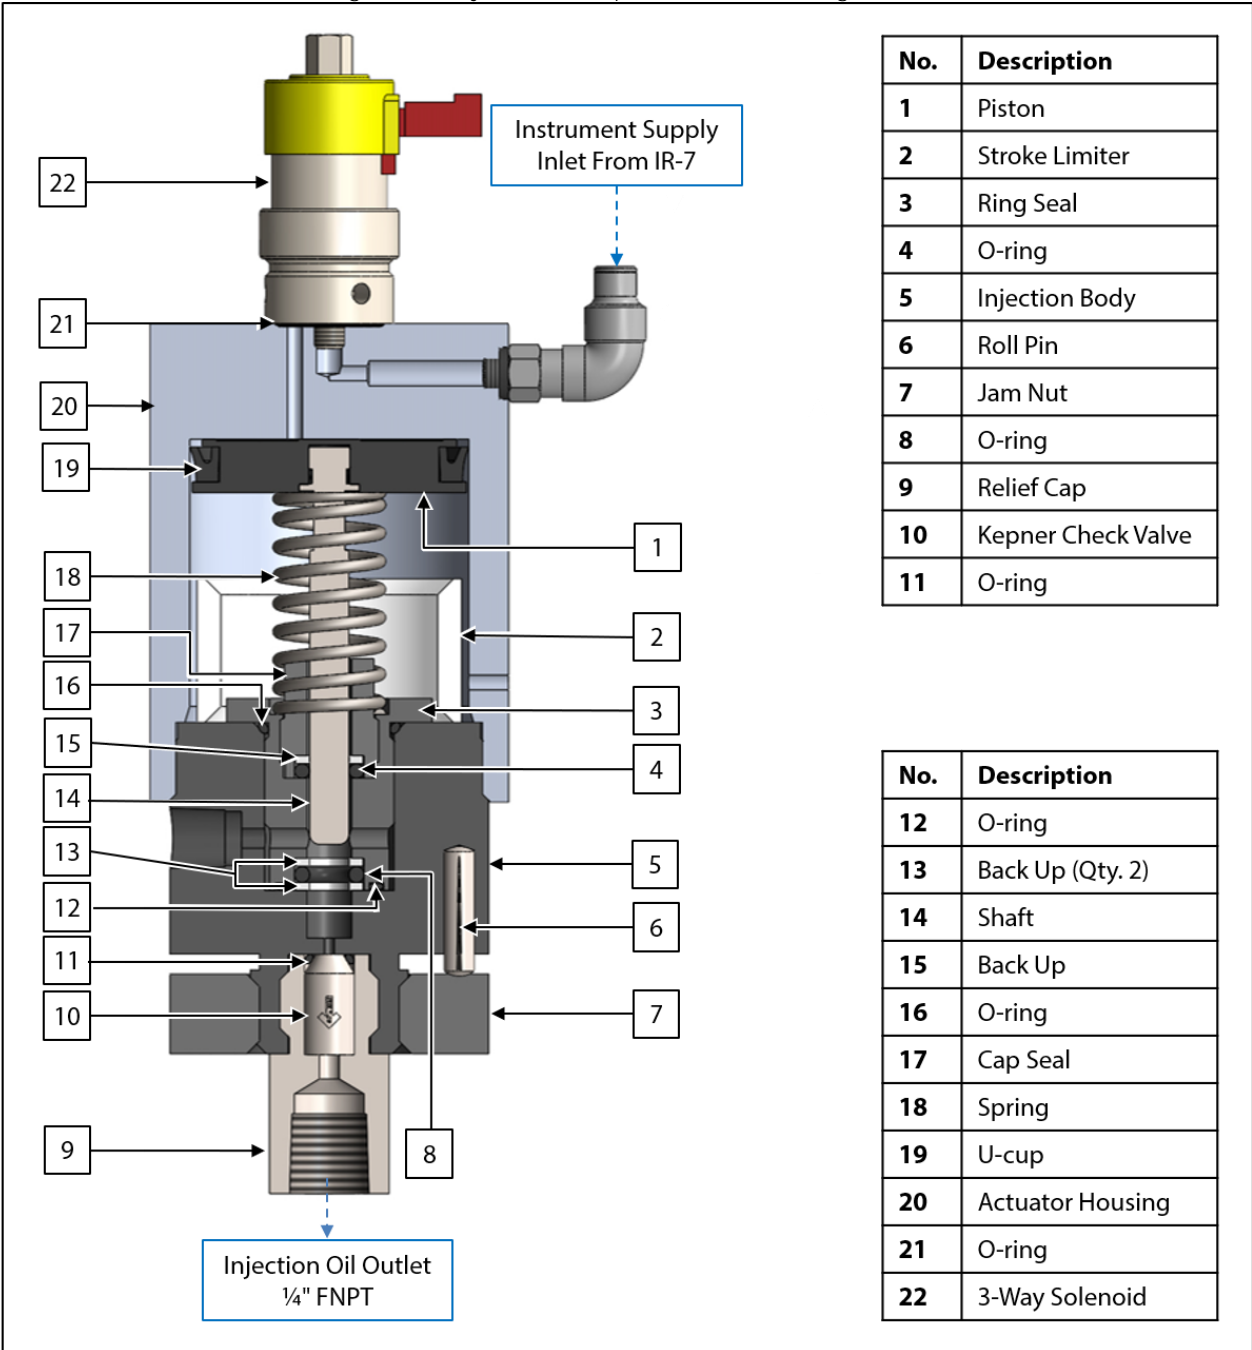 22
Instrument Supply
Inlet From IR-7
21
20
19
1
18
17
2
16
3
15
4
14
13
5
12
6
11
10
7
9
8
Injection Oil Outlet
¼" FNPT
No. Description
1 Piston
2 Stroke Limiter
3 Ring Seal
4 O-ring
5 Injection Body
6 Roll Pin
7 Jam Nut
8 O-ring
9 Relief Cap
10 Kepner Check Valve
11 O-ring
No. Description
12 O-ring
13 Back Up (Qty. 2)
14 Shaft
15 Back Up
16 O-ring
17 Cap Seal
18 Spring
19 U-cup
20 Actuator Housing
21 O-ring
22 3-Way Solenoid